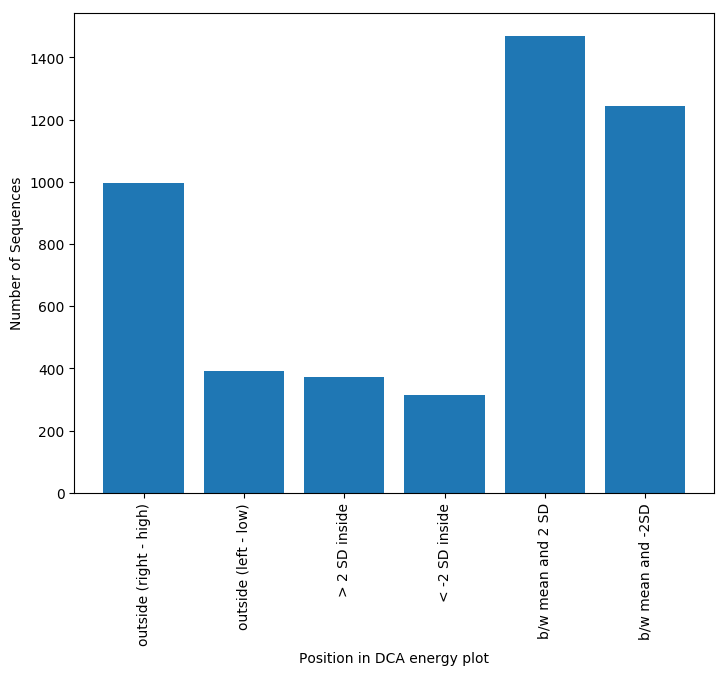 1400
1200
1000
800
600
400
200
0
Number of Sequences
outside (right - high)
outside (left - low)
> 2 SD inside
< -2 SD inside
b/w mean and 2 SD
b/w mean and -2SD
Position in DCA energy plot